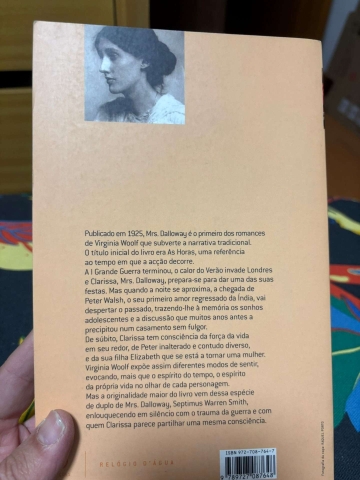 Publicado em 1925, Mrs. Dalloway é o primeiro dos romances
de Virginia Woolf que subverte a narrativa tradicional.
O título inicial do livro era As Horas, uma referência
ao tempo em que a acção decorre.
A I Grande Guerra terminou, o calor do Verão invade Londres
e Clarissa, Mrs. Dalloway, prepara-se para dar uma das suas
festas. Mas quando a noite se aproxima, a chegada de
Peter Walsh, o seu primeiro amor regressado da Índia, vai
despertar o passado, trazendo-lhe à memória os sonhos
adolescentes e a discussão que muitos anos antes a
precipitou num casamento sem fulgor.
De súbito, Clarissa tem consciência da força da vida
em seu redor, de Peter inalterado e contudo diverso,
e da sua filha Elizabeth que se está a tornar uma mulher.
Virginia Woolf expõe assim diferentes modos de sentir,
evocando, mais que o espírito do tempo, o espírito
da própria vida no olhar de cada personagem.
Mas a originalidade maior do livro vem dessa espécie
de duplo de Mrs. Dalloway, Septimus Warren Smith,
enlouquecendo em silêncio com o trauma da guerra e com
quem Clarissa parece partilhar uma mesma consciência.
RELÓGIO D'ÁGUA
ISBN 972-708-764-7
9 789727 087648